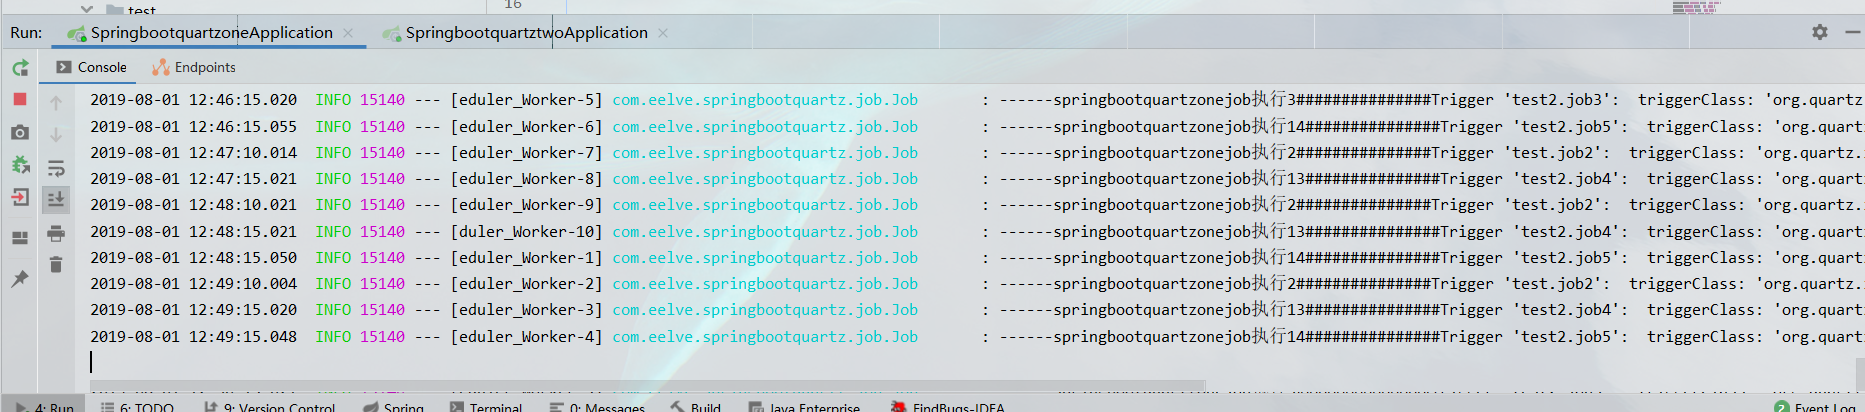 test
16
Run: SpringbootquartzoneApplication × SpringbootquartztwoApplication ×
Console Endpoints
2019-08-01 12:46:15.020 INFO 15140 --- [eduler_Worker-5] com.eelve.springbootquartz.job.Job : ------springbootquartzonejob执行3###############Trigger 'test2.job3': triggerClass: 'org.quartz
2019-08-01 12:46:15.055 INFO 15140 --- [eduler_Worker-6] com.eelve.springbootquartz.job.Job : ------springbootquartzonejob执行14###############Trigger 'test2.job5': triggerClass: 'org.quart
2019-08-01 12:47:10.014 INFO 15140 --- [eduler_Worker-7] com.eelve.springbootquartz.job.Job : ------springbootquartzonejob执行2###############Trigger 'test.job2': triggerClass: 'org.quartz.
2019-08-01 12:47:15.021 INFO 15140 --- [eduler_Worker-8] com.eelve.springbootquartz.job.Job : ------springbootquartzonejob执行13###############Trigger 'test2.job4': triggerClass: 'org.quart
2019-08-01 12:48:10.021 INFO 15140 --- [eduler_Worker-9] com.eelve.springbootquartz.job.Job : ------springbootquartzonejob执行2###############Trigger 'test.job2': triggerClass: 'org.quartz.
2019-08-01 12:48:15.021 INFO 15140 --- [duler_Worker-10] com.eelve.springbootquartz.job.Job : ------springbootquartzonejob执行13###############Trigger 'test2.job4': triggerClass: 'org.quart
2019-08-01 12:48:15.050 INFO 15140 --- [eduler_Worker-1] com.eelve.springbootquartz.job.Job : ------springbootquartzonejob执行14###############Trigger 'test2.job5': triggerClass: 'org.quart
2019-08-01 12:49:10.004 INFO 15140 --- [eduler_Worker-2] com.eelve.springbootquartz.job.Job : ------springbootquartzonejob执行2###############Trigger 'test.job2': triggerClass: 'org.quartz.
2019-08-01 12:49:15.020 INFO 15140 --- [eduler_Worker-3] com.eelve.springbootquartz.job.Job : ------springbootquartzonejob执行13###############Trigger 'test2.job4': triggerClass: 'org.quart
2019-08-01 12:49:15.048 INFO 15140 --- [eduler_Worker-4] com.eelve.springbootquartz.job.Job : ------springbootquartzonejob执行14###############Trigger 'test2.job5': triggerClass: 'org.quart
4: Run 6: TODO 9: Version Control Spring Terminal 0: Messages Build Java Enterprise FindBugs-IDEA 2 Event Log